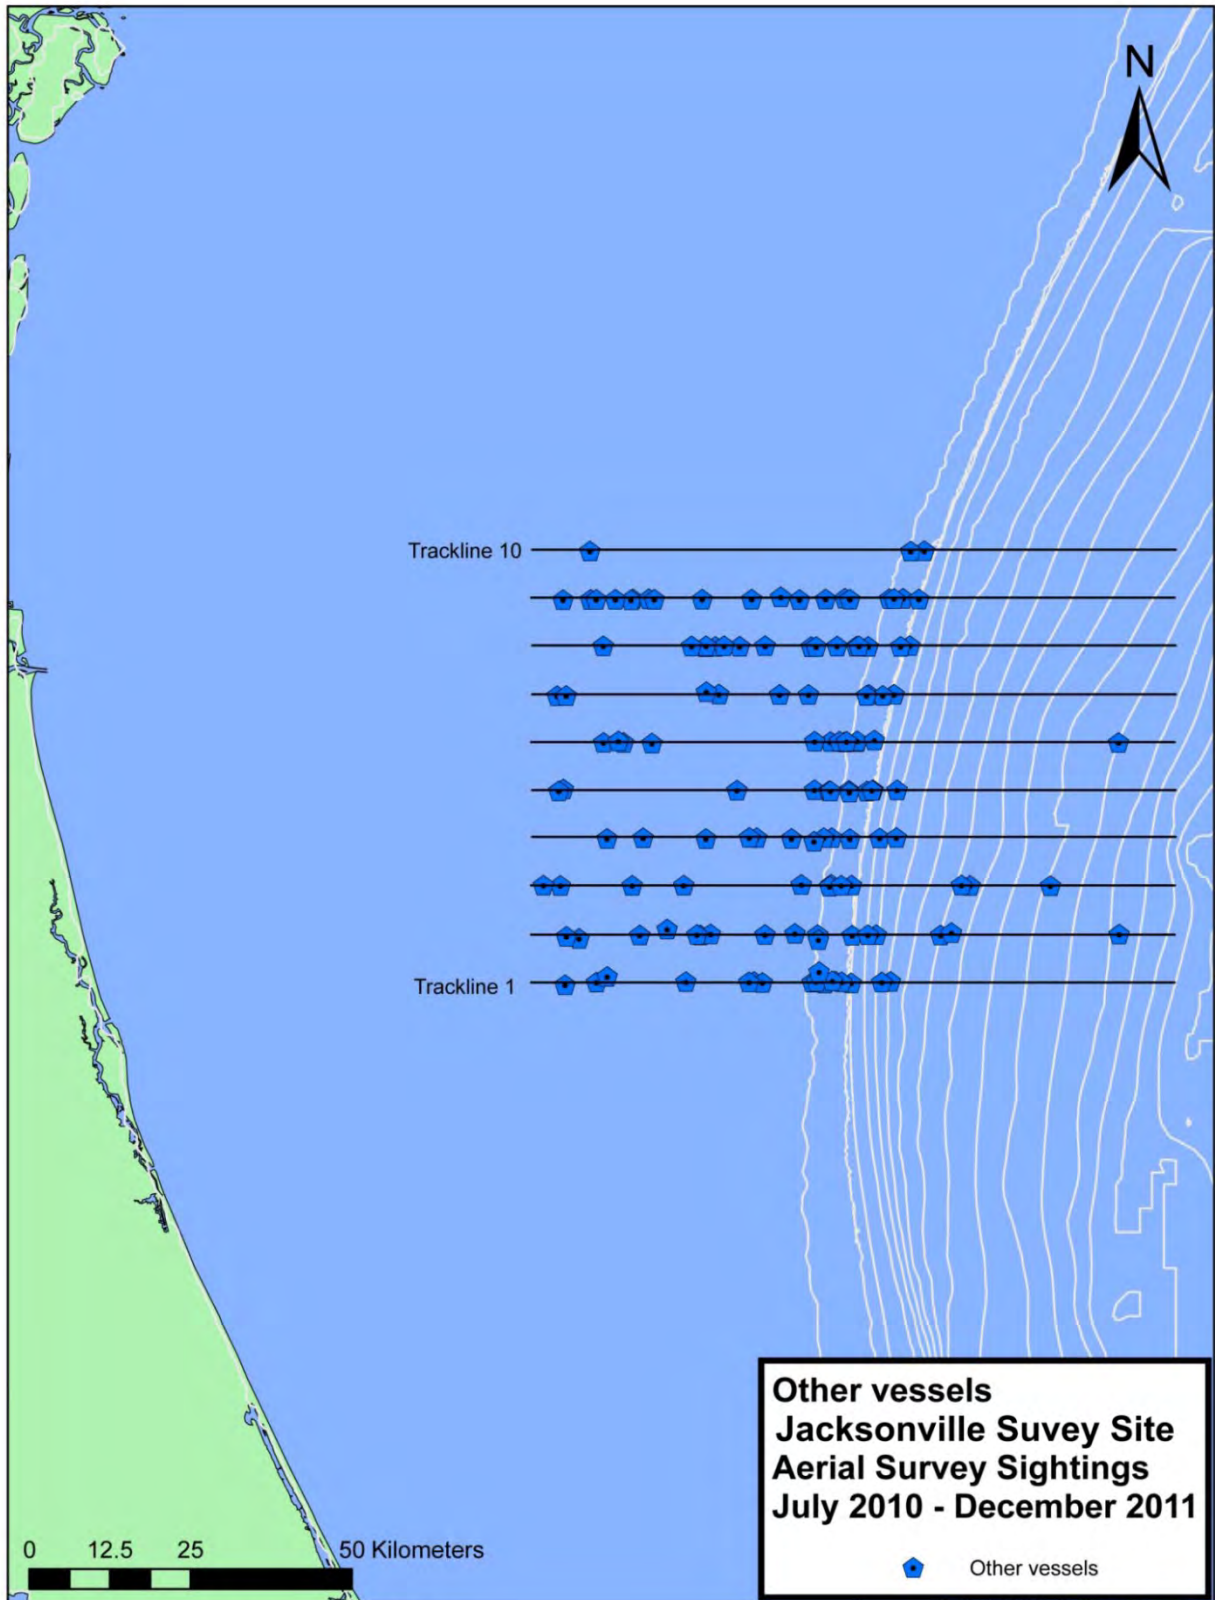 N
Trackline 10
Trackline 1
Other vessels
Jacksonville Suvey Site
Aerial Survey Sightings
July 2010 - December 2011
Other vessels
0 12.5 25 50 Kilometers